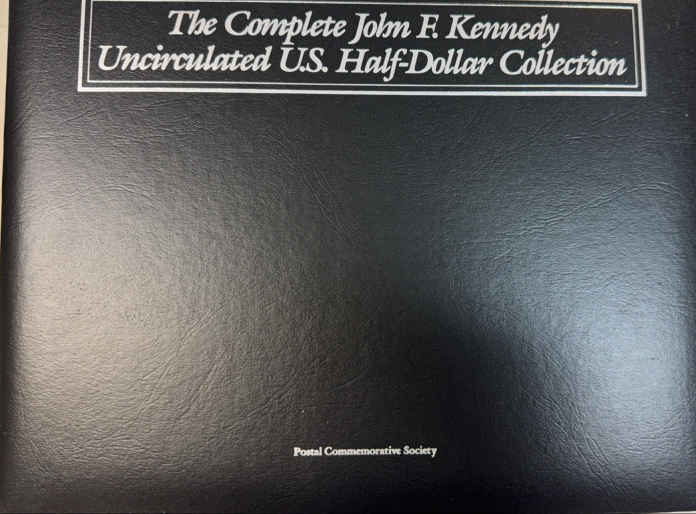 The Complete John F. Kennedy
Uncirculated U.S. Half-Dollar Collection
Postal Commemorative Society